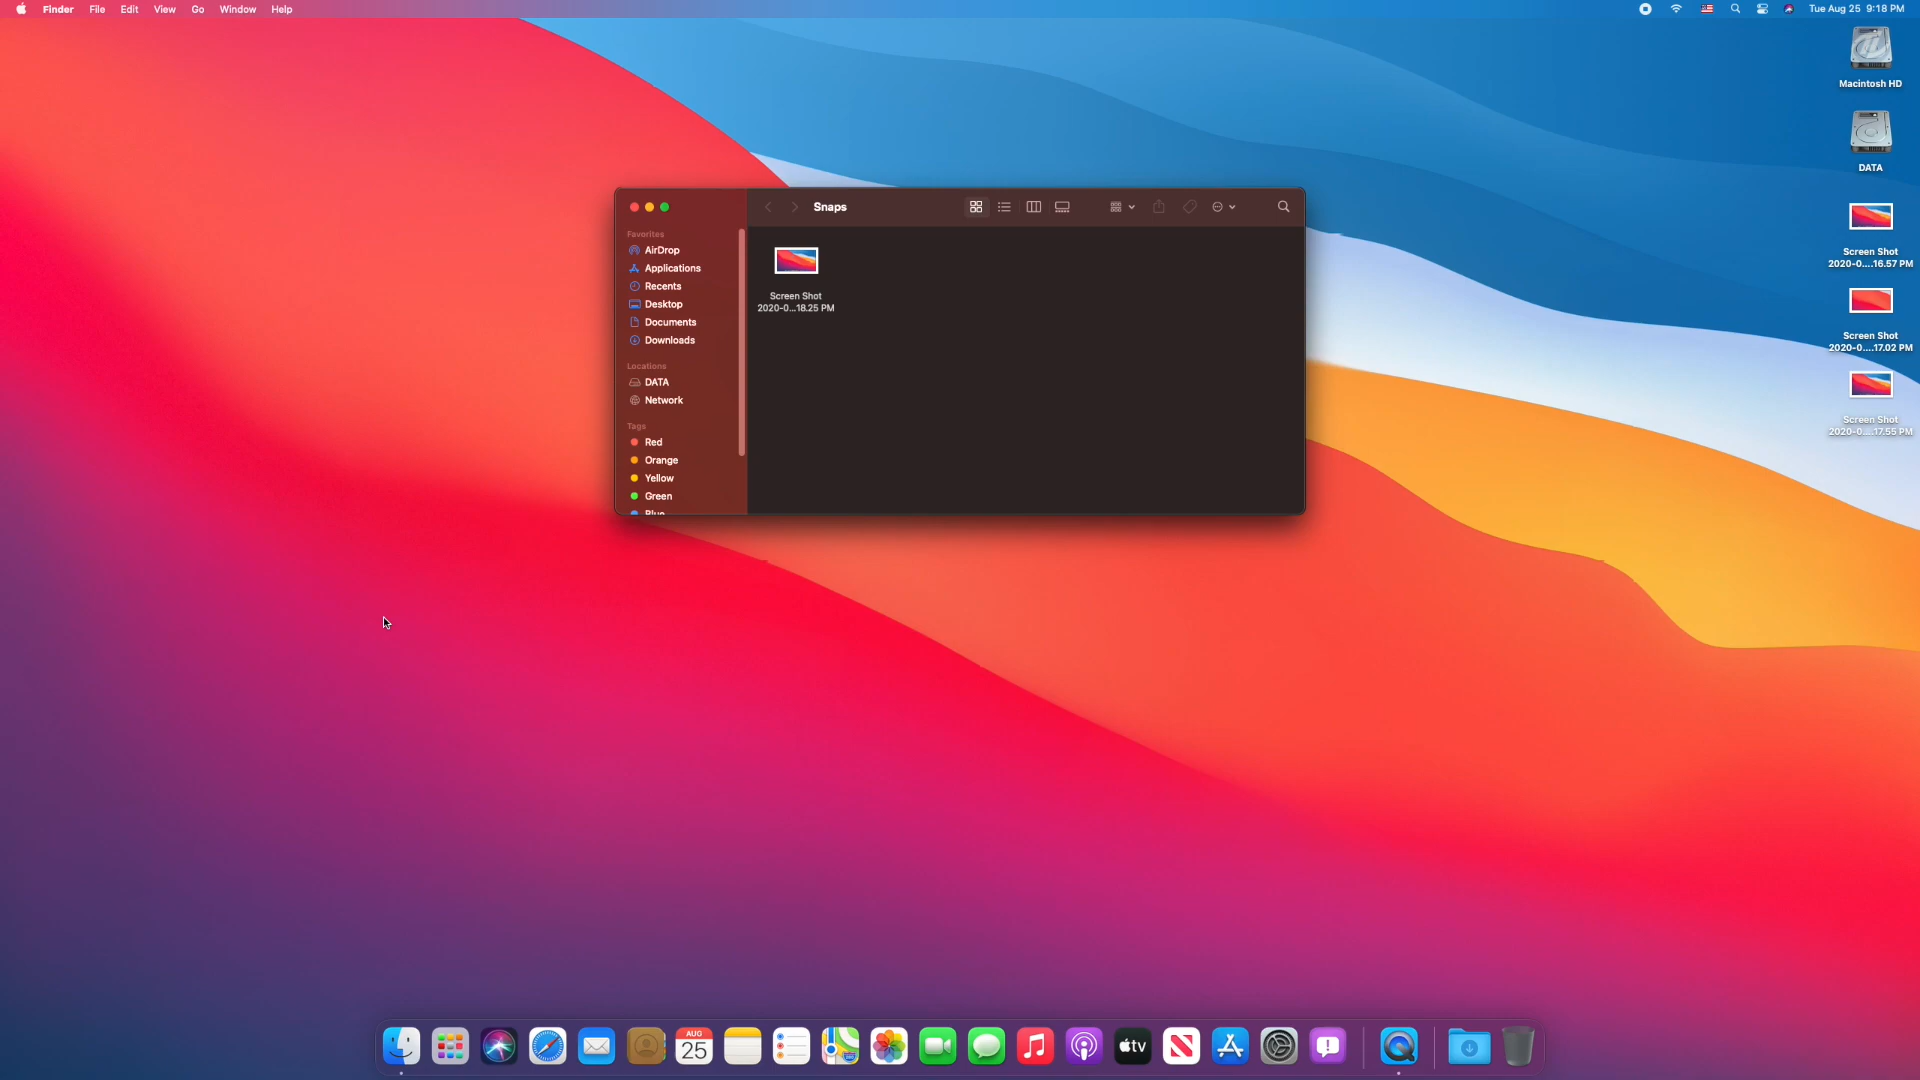 Finder File Edit View Go Window Help
Tue Aug 25 9:18 PM
Macintosh HD
DATA
Screen Shot
2020-0....16.57 PM
Screen Shot
2020-0....17.02 PM
Screen Shot
2020-0....17.55 PM
Snaps
Favorites
AirDrop
Applications
Recents
Desktop
Documents
Downloads
Locations
DATA
Network
Tags
Red
Orange
Yellow
Green
Blue
Screen Shot
2020-0...18.25 PM
AUG
25
tv